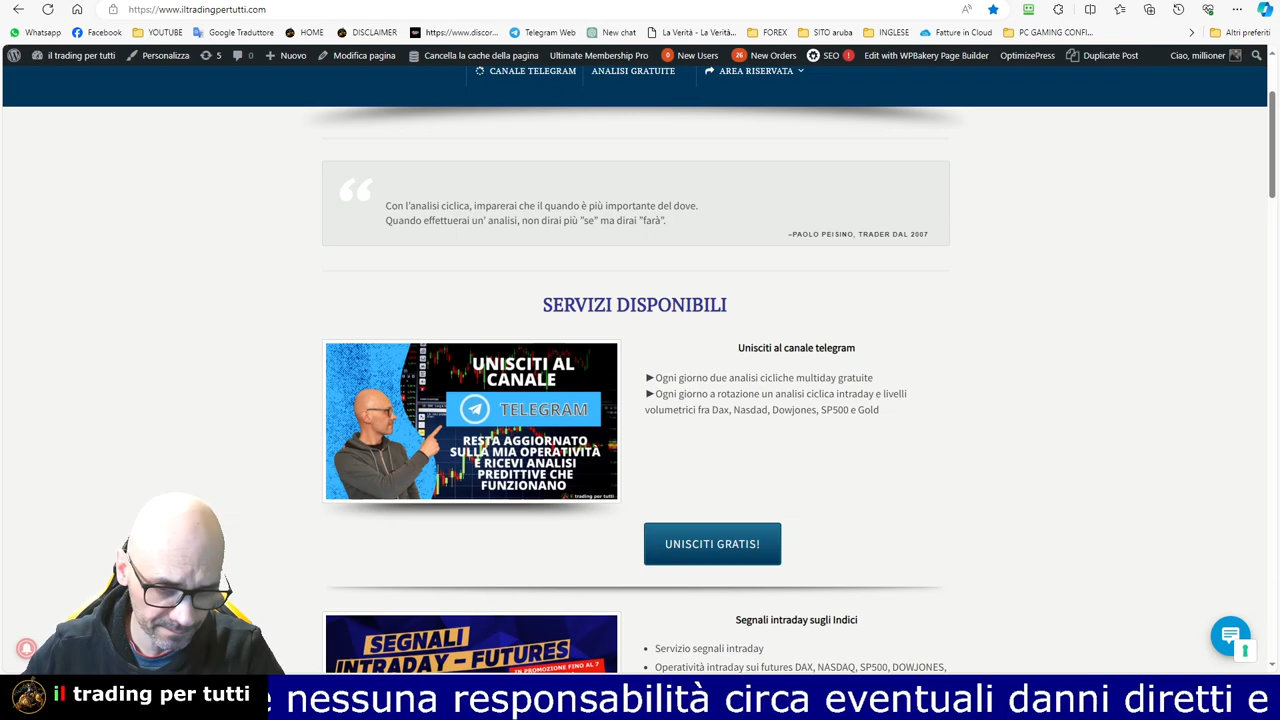 https://www.iltradingpertutti.com
Whatsapp
Facebook
YOUTUBE
Google Traduttore
HOME
DISCLAIMER
https://www.discor...
Telegram Web
New chat
La Verità – La Verità...
FOREX
SITO aruba
INGLESE
Fatture in Cloud
PC GAMING CONFI...
Altri preferiti
il trading per tutti
Personalizza
5
0
Nuovo
Modifica pagina
Cancella la cache della pagina
Ultimate Membership Pro
0 New Users
26 New Orders
SEO !
Edit with WPBakery Page Builder
OptimizePress
Duplicate Post
Ciao, millioner
CANALE TELEGRAM
ANALISI GRATUITE
AREA RISERVATA
Con l'analisi ciclica, imparerai che il quando è più importante del dove.
Quando effettuerai un' analisi, non dirai più "se" ma dirai "farà".
–PAOLO PEISINO, TRADER DAL 2007
SERVIZI DISPONIBILI
UNISCITI AL
CANALE
TELEGRAM
RESTA AGGIORNATO
SULLA MIA OPERATIVITÀ
E RICEVI ANALISI
PREDITTIVE CHE
FUNZIONANO
il trading per tutti
Unisciti al canale telegram
►Ogni giorno due analisi cicliche multiday gratuite
►Ogni giorno a rotazione un analisi ciclica intraday e livelli
volumetrici fra Dax, Nasdad, Dowjones, SP500 e Gold
UNISCITI GRATIS!
SEGNALI
INTRADAY – FUTURES
IN PROMOZIONE FINO AL 7
Segnali intraday sugli Indici
• Servizio segnali intraday
• Operatività intraday sui futures DAX, NASDAQ, SP500, DOWJONES,
il trading per tutti
e nessuna responsabilità circa eventuali danni diretti e